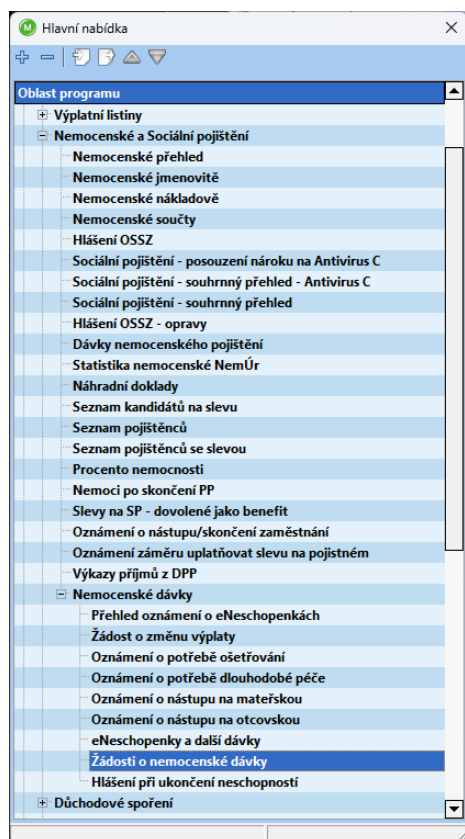 M Hlavní nabídka
Oblast programu
Výplatní listiny
Nemocenské a Sociální pojištění
Nemocenské přehled
Nemocenské jmenovitě
Nemocenské nákladově
Nemocenské součty
Hlášení OSSZ
Sociální pojištění - posouzení nároku na Antivirus C
Sociální pojištění - souhrnný přehled - Antivirus C
Sociální pojištění - souhrnný přehled
Hlášení OSSZ - opravy
Dávky nemocenského pojištění
Statistika nemocenské NemÚr
Náhradní doklady
Seznam kandidátů na slevu
Seznam pojištěnců
Seznam pojištěnců se slevou
Procento nemocnosti
Nemoci po skončení PP
Slevy na SP - dovolené jako benefit
Oznámení o nástupu/skončení zaměstnání
Oznámení záměru uplatňovat slevu na pojistném
Výkazy příjmů z DPP
Nemocenské dávky
Přehled oznámení o eNeschopenkách
Žádost o změnu výplaty
Oznámení o potřebě ošetřování
Oznámení o potřebě dlouhodobé péče
Oznámení o nástupu na mateřskou
Oznámení o nástupu na otcovskou
eNeschopenky a další dávky
Žádosti o nemocenské dávky
Hlášení při ukončení neschopností
Důchodové spoření